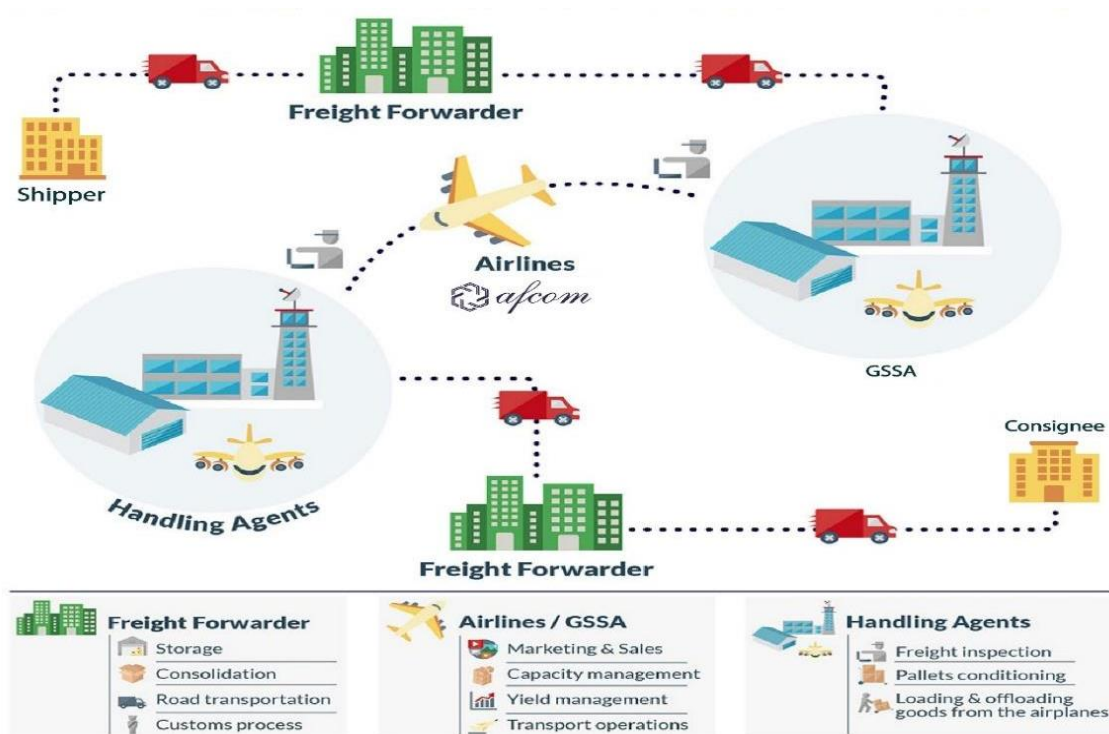 Freight Forwarder
Shipper
Airlines
afcom
GSSA
Handling Agents
Consignee
Freight Forwarder
Freight Forwarder
Storage
Consolidation
Road transportation
Customs process
Airlines / GSSA
Marketing & Sales
Capacity management
Yield management
Transport operations
Handling Agents
Freight inspection
Pallets conditioning
Loading & offloading
goods from the airplanes